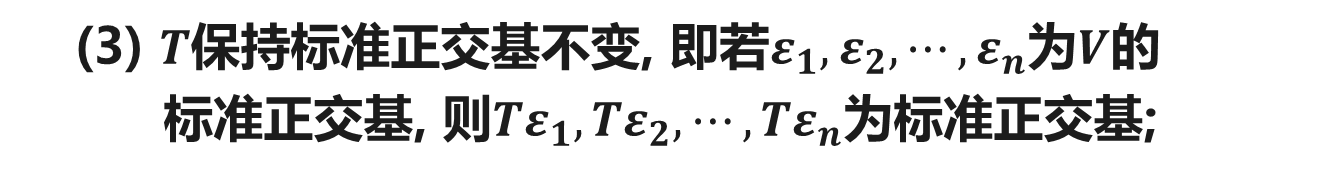 (3) T保持标准正交基不变, 即若ε₁, ε₂, ⋯, εₙ为V的
标准正交基, 则Tε₁, Tε₂, ⋯, Tεₙ为标准正交基;